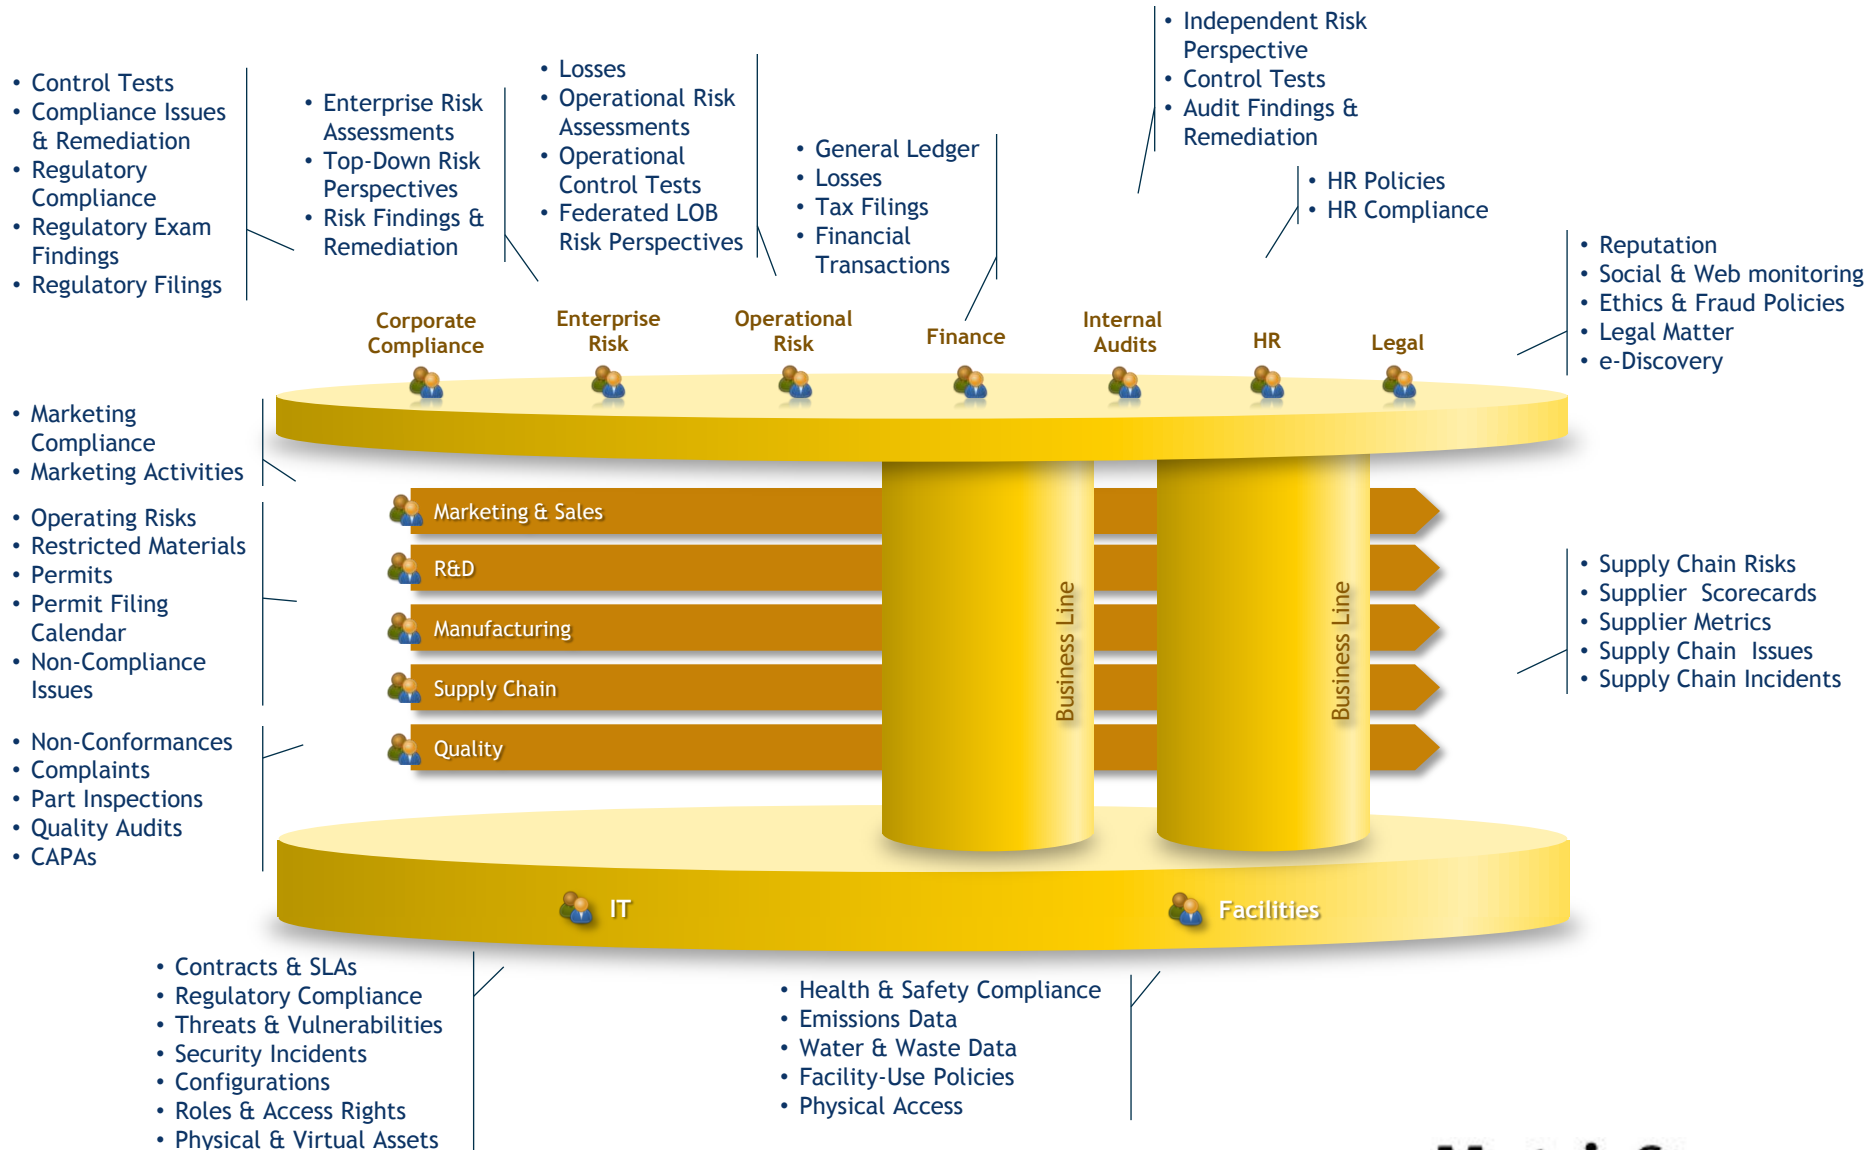 • Control Tests
• Compliance Issues
& Remediation
• Regulatory
Compliance
• Regulatory Exam
Findings
• Regulatory Filings
• Enterprise Risk
Assessments
• Top-Down Risk
Perspectives
• Risk Findings &
Remediation
• Losses
• Operational Risk
Assessments
• Operational
Control Tests
• Federated LOB
Risk Perspectives
• General Ledger
• Losses
• Tax Filings
• Financial
Transactions
• Independent Risk
Perspective
• Control Tests
• Audit Findings &
Remediation
• HR Policies
• HR Compliance
• Reputation
• Social & Web monitoring
• Ethics & Fraud Policies
• Legal Matter
• e-Discovery
Corporate
Compliance
Enterprise
Risk
Operational
Risk
Finance
Internal
Audits
HR
Legal
• Marketing
Compliance
• Marketing Activities
• Operating Risks
• Restricted Materials
• Permits
• Permit Filing
Calendar
• Non-Compliance
Issues
• Non-Conformances
• Complaints
• Part Inspections
• Quality Audits
• CAPAs
Marketing & Sales
R&D
Manufacturing
Supply Chain
Quality
Business Line
Business Line
• Supply Chain Risks
• Supplier Scorecards
• Supplier Metrics
• Supply Chain Issues
• Supply Chain Incidents
IT
Facilities
• Contracts & SLAs
• Regulatory Compliance
• Threats & Vulnerabilities
• Security Incidents
• Configurations
• Roles & Access Rights
• Physical & Virtual Assets
• Health & Safety Compliance
• Emissions Data
• Water & Waste Data
• Facility-Use Policies
• Physical Access